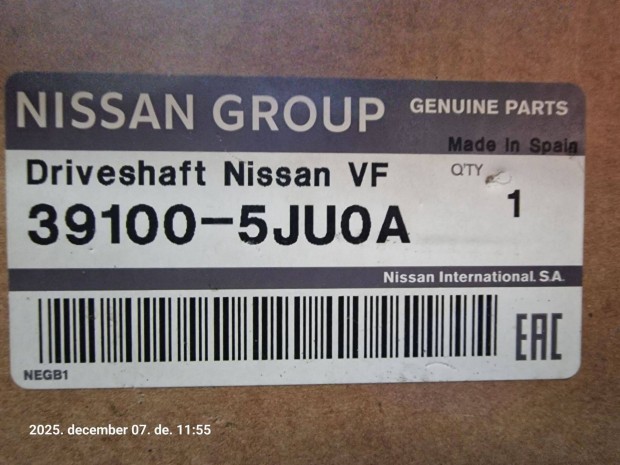 NISSAN GROUP GENUINE PARTS
Made In Spain
Driveshaft Nissan VF Q'TY
39100-5JU0A 1
Nissan International. S.A.
EAC
NEGB1
2025. december 07. de. 11:55